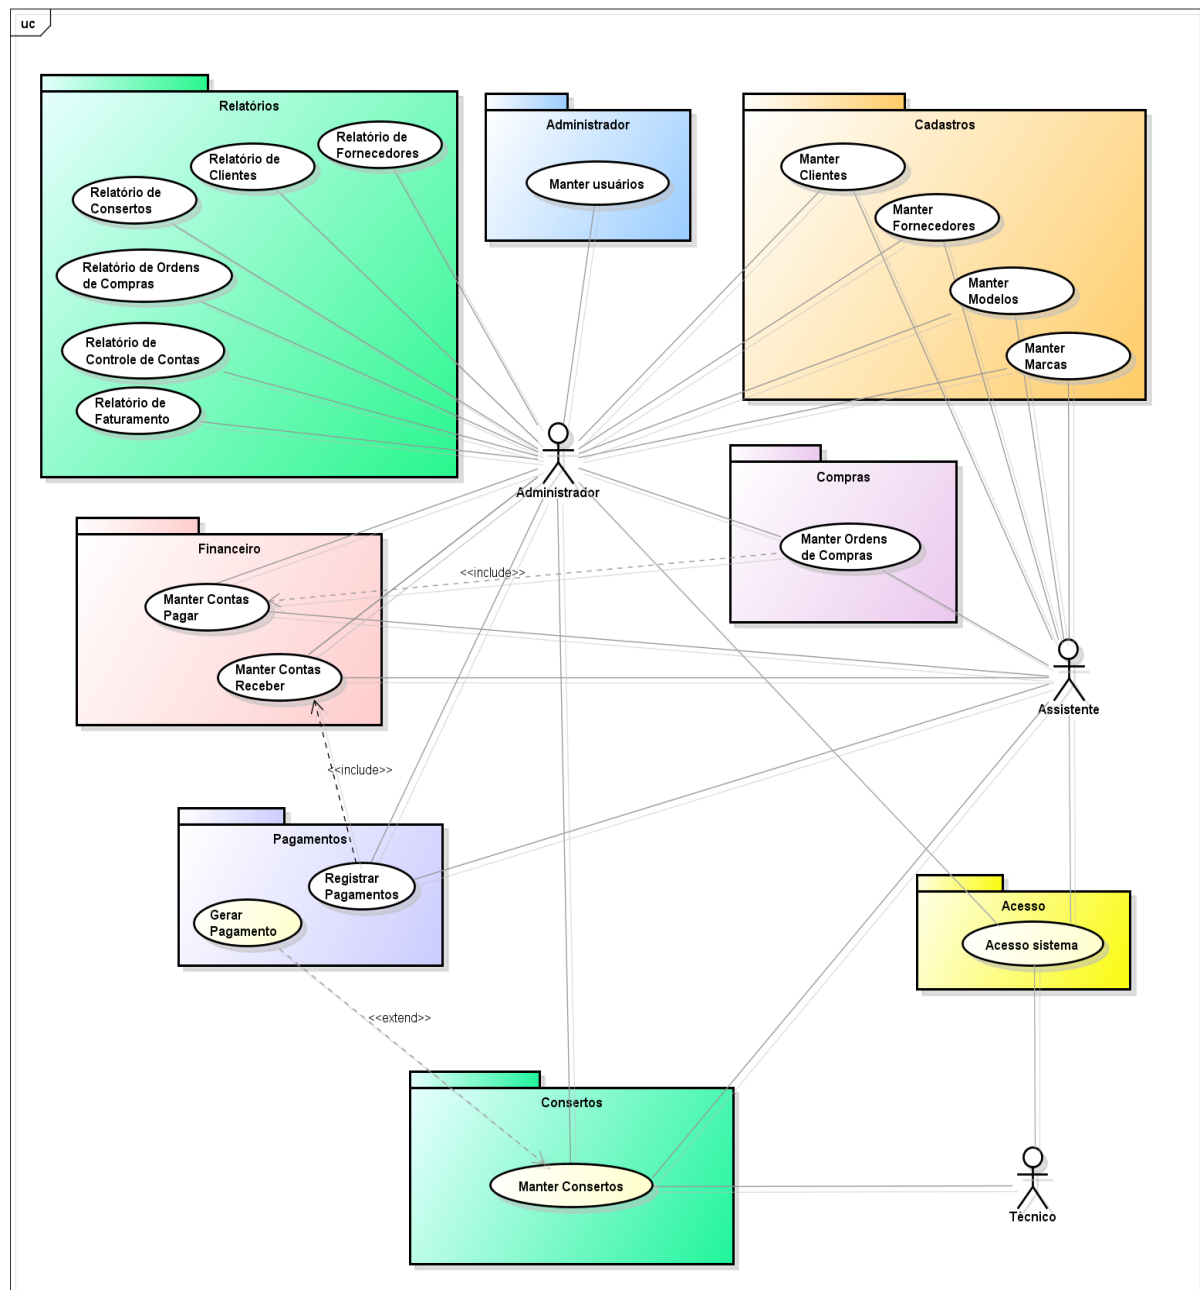 uc
Relatórios
Relatório de
Fornecedores
Relatório de
Clientes
Relatório de
Consertos
Relatório de Ordens
de Compras
Relatório de
Controle de Contas
Relatório de
Faturamento
Administrador
Manter usuários
Cadastros
Manter
Clientes
Manter
Fornecedores
Manter
Modelos
Manter
Marcas
Administrador
Compras
Manter Ordens
de Compras
Financeiro
<<include>>
Manter Contas
Pagar
Manter Contas
Receber
Assistente
<<include>>
Pagamentos
Registrar
Pagamentos
Gerar
Pagamento
Acesso
Acesso sistema
<<extend>>
Consertos
Manter Consertos
Técnico